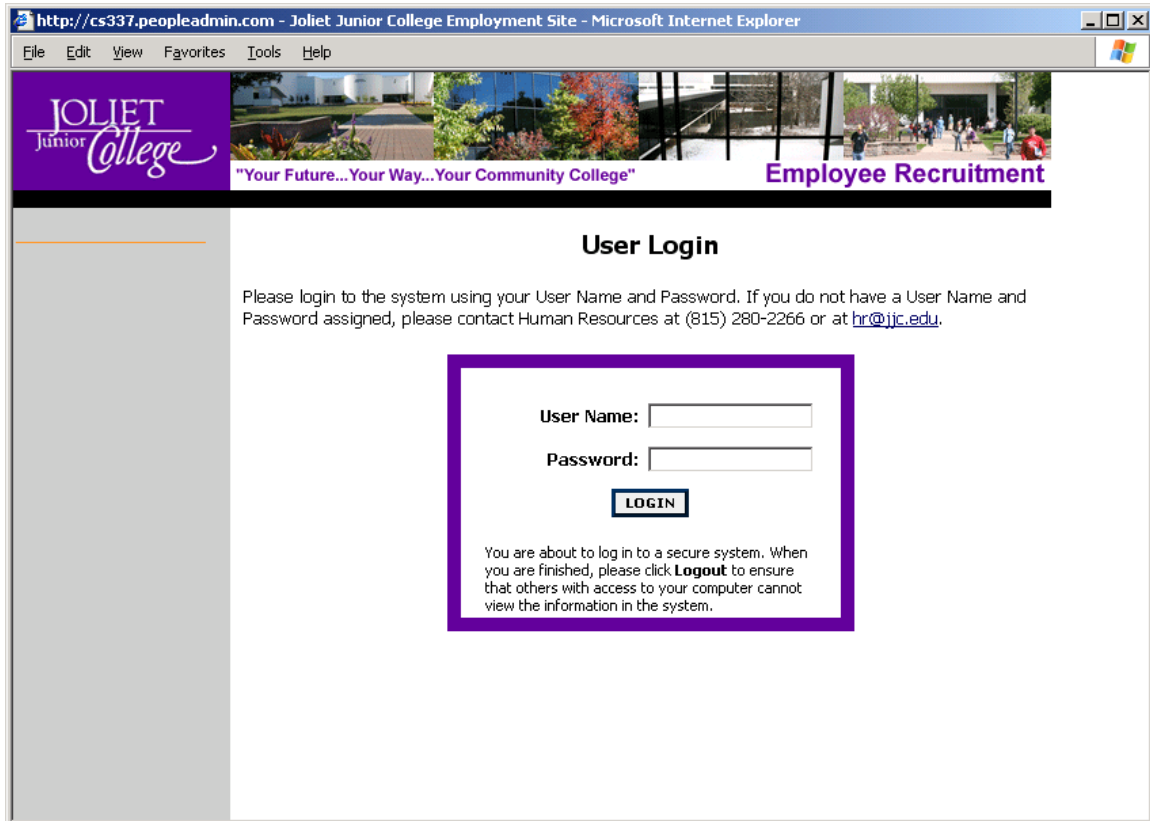 http://cs337.peopleadmin.com - Joliet Junior College Employment Site - Microsoft Internet Explorer
File Edit View Favorites Tools Help
JOLIET
Junior College
"Your Future...Your Way...Your Community College"
Employee Recruitment
User Login
Please login to the system using your User Name and Password. If you do not have a User Name and
Password assigned, please contact Human Resources at (815) 280-2266 or at hr@jjc.edu.
User Name:
Password:
LOGIN
You are about to log in to a secure system. When
you are finished, please click Logout to ensure
that others with access to your computer cannot
view the information in the system.